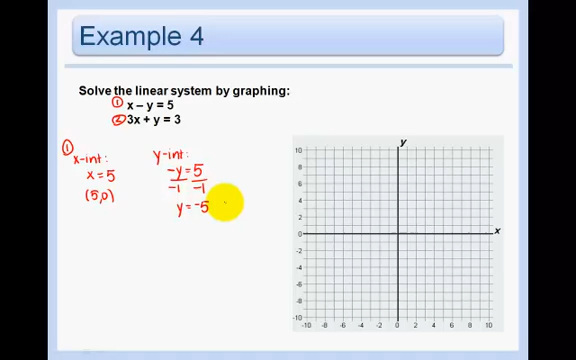 Example 4
Solve the linear system by graphing:
① x – y = 5
② 3x + y = 3
①
x-int:
x = 5
(5,0)
y-int:
-y = 5
-1 -1
y = -5
y
x
10
8
6
4
2
0
-2
-4
-6
-8
-10
-10 -8 -6 -4 -2 0 2 4 6 8 10